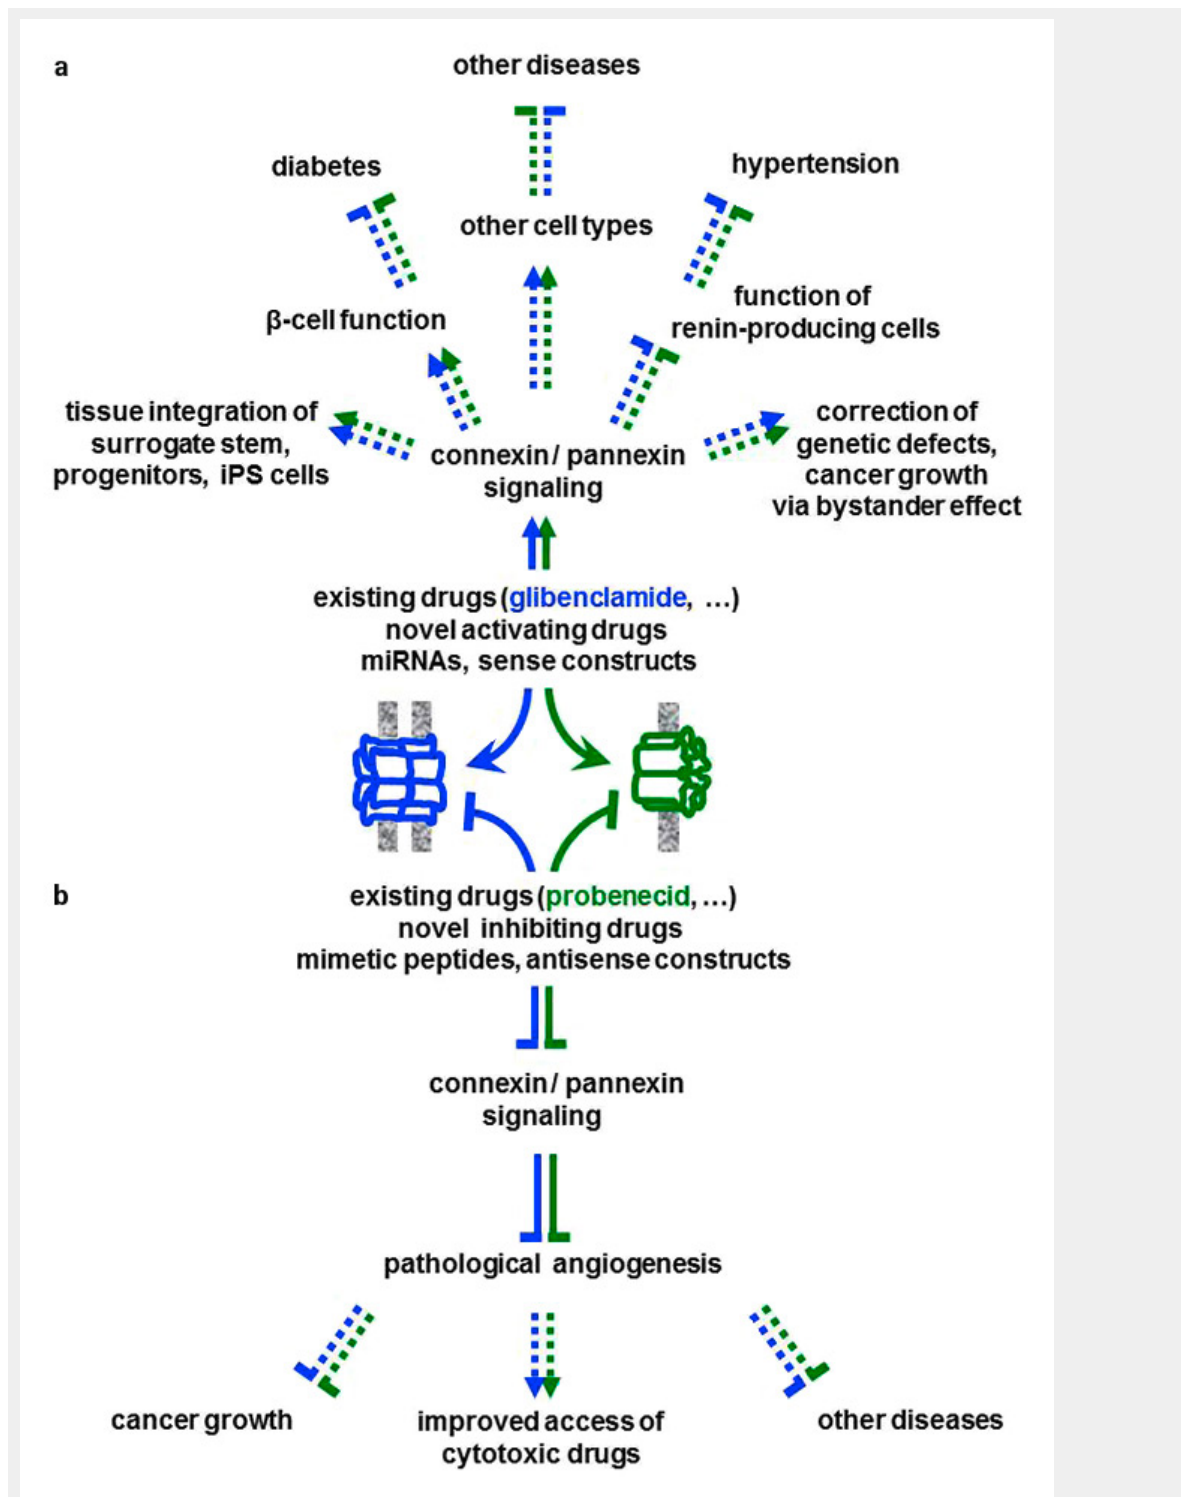 a
other diseases
diabetes
hypertension
other cell types
β-cell function
function of
renin-producing cells
tissue integration of
surrogate stem,
progenitors, iPS cells
connexin / pannexin
signaling
correction of
genetic defects,
cancer growth
via bystander effect
existing drugs (glibenclamide, ...)
novel activating drugs
miRNAs, sense constructs
b
existing drugs (probenecid, ...)
novel inhibiting drugs
mimetic peptides, antisense constructs
connexin / pannexin
signaling
pathological angiogenesis
cancer growth
improved access of
cytotoxic drugs
other diseases